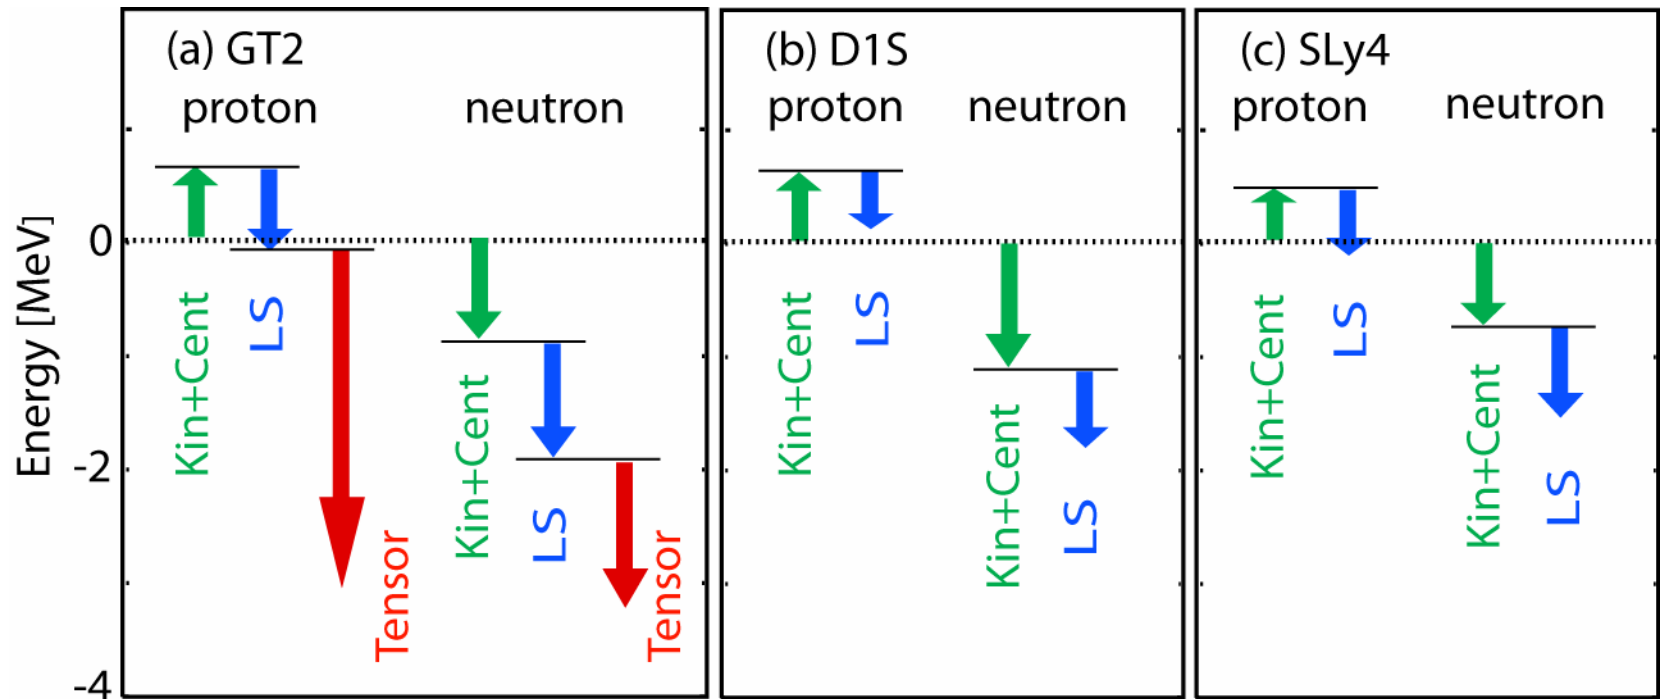 (a) GT2
proton
neutron
(b) D1S
proton
neutron
(c) SLy4
proton
neutron
Energy [MeV]
0
-2
-4
Kin+Cent
LS
Tensor
Kin+Cent
LS
Tensor
Kin+Cent
LS
Kin+Cent
LS
Kin+Cent
LS
Kin+Cent
LS